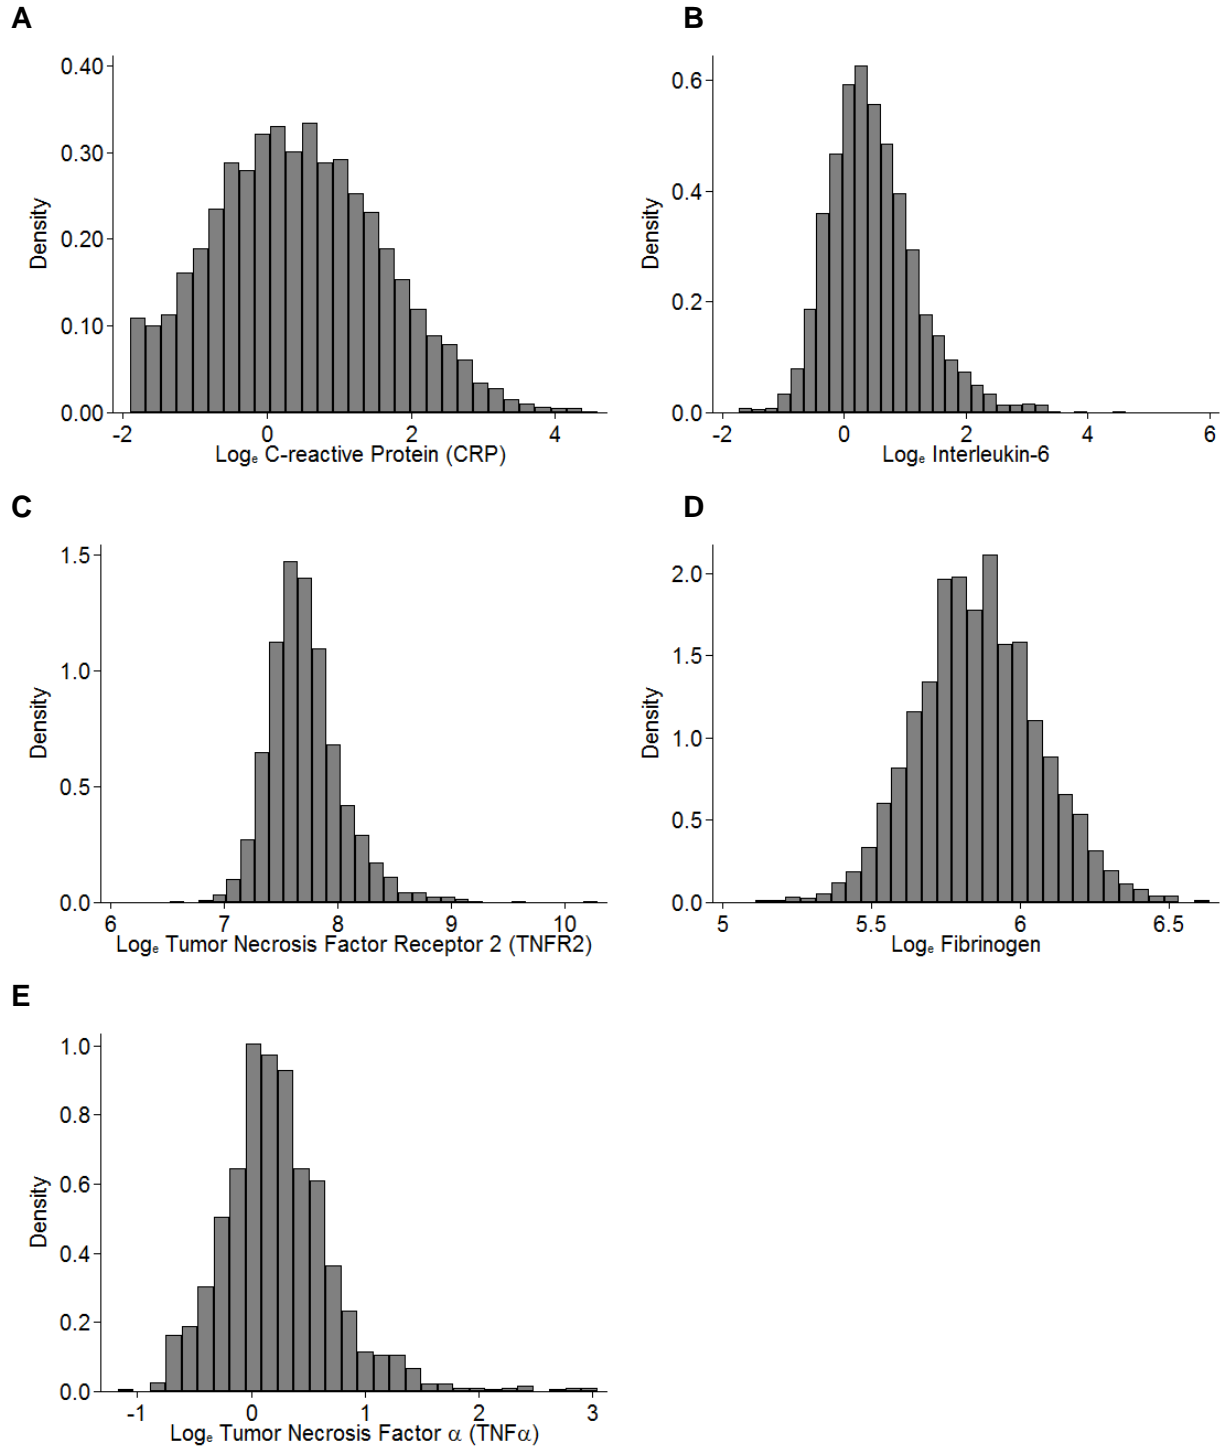 A
0.40
0.30
0.20
0.10
0.00
Density
-2 0 2 4
Logₑ C-reactive Protein (CRP)
B
0.6
0.4
0.2
0.0
Density
-2 0 2 4 6
Logₑ Interleukin-6
C
1.5
1.0
0.5
0.0
Density
6 7 8 9 10
Logₑ Tumor Necrosis Factor Receptor 2 (TNFR2)
D
2.0
1.5
1.0
0.5
0.0
Density
5 5.5 6 6.5
Logₑ Fibrinogen
E
1.0
0.8
0.6
0.4
0.2
0.0
Density
-1 0 1 2 3
Logₑ Tumor Necrosis Factor α (TNFα)